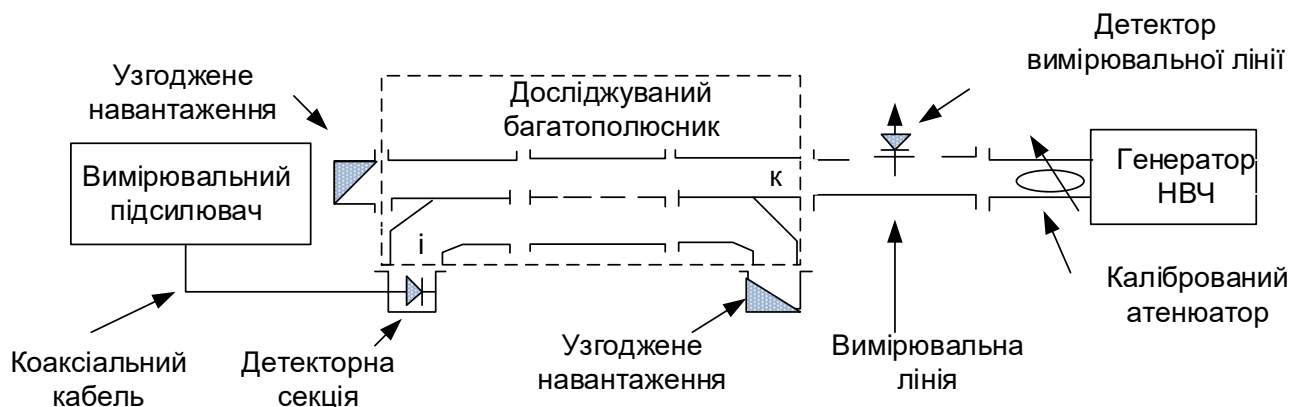 Детектор
вимірювальної лінії
Узгоджене
навантаження
Досліджуваний
багатополюсник
Вимірювальний
підсилювач
к
Генератор
НВЧ
і
Калібрований
атенюатор
Коаксіальний
кабель
Детекторна
секція
Узгоджене
навантаження
Вимірювальна
лінія